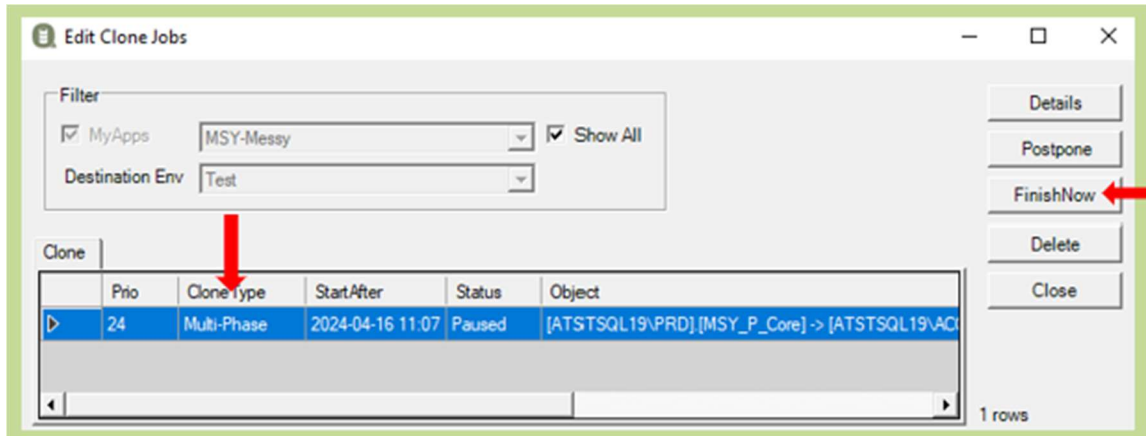 Edit Clone Jobs
Filter
MyApps MSY-Messy Show All
Destination Env Test
Details
Postpone
FinishNow
Delete
Close
Clone
Prio CloneType StartAfter Status Object
24 Multi-Phase 2024-04-16 11:07 Paused [ATSTSQL19\PRD].[MSY_P_Core] -> [ATSTSQL19\AC
1 rows